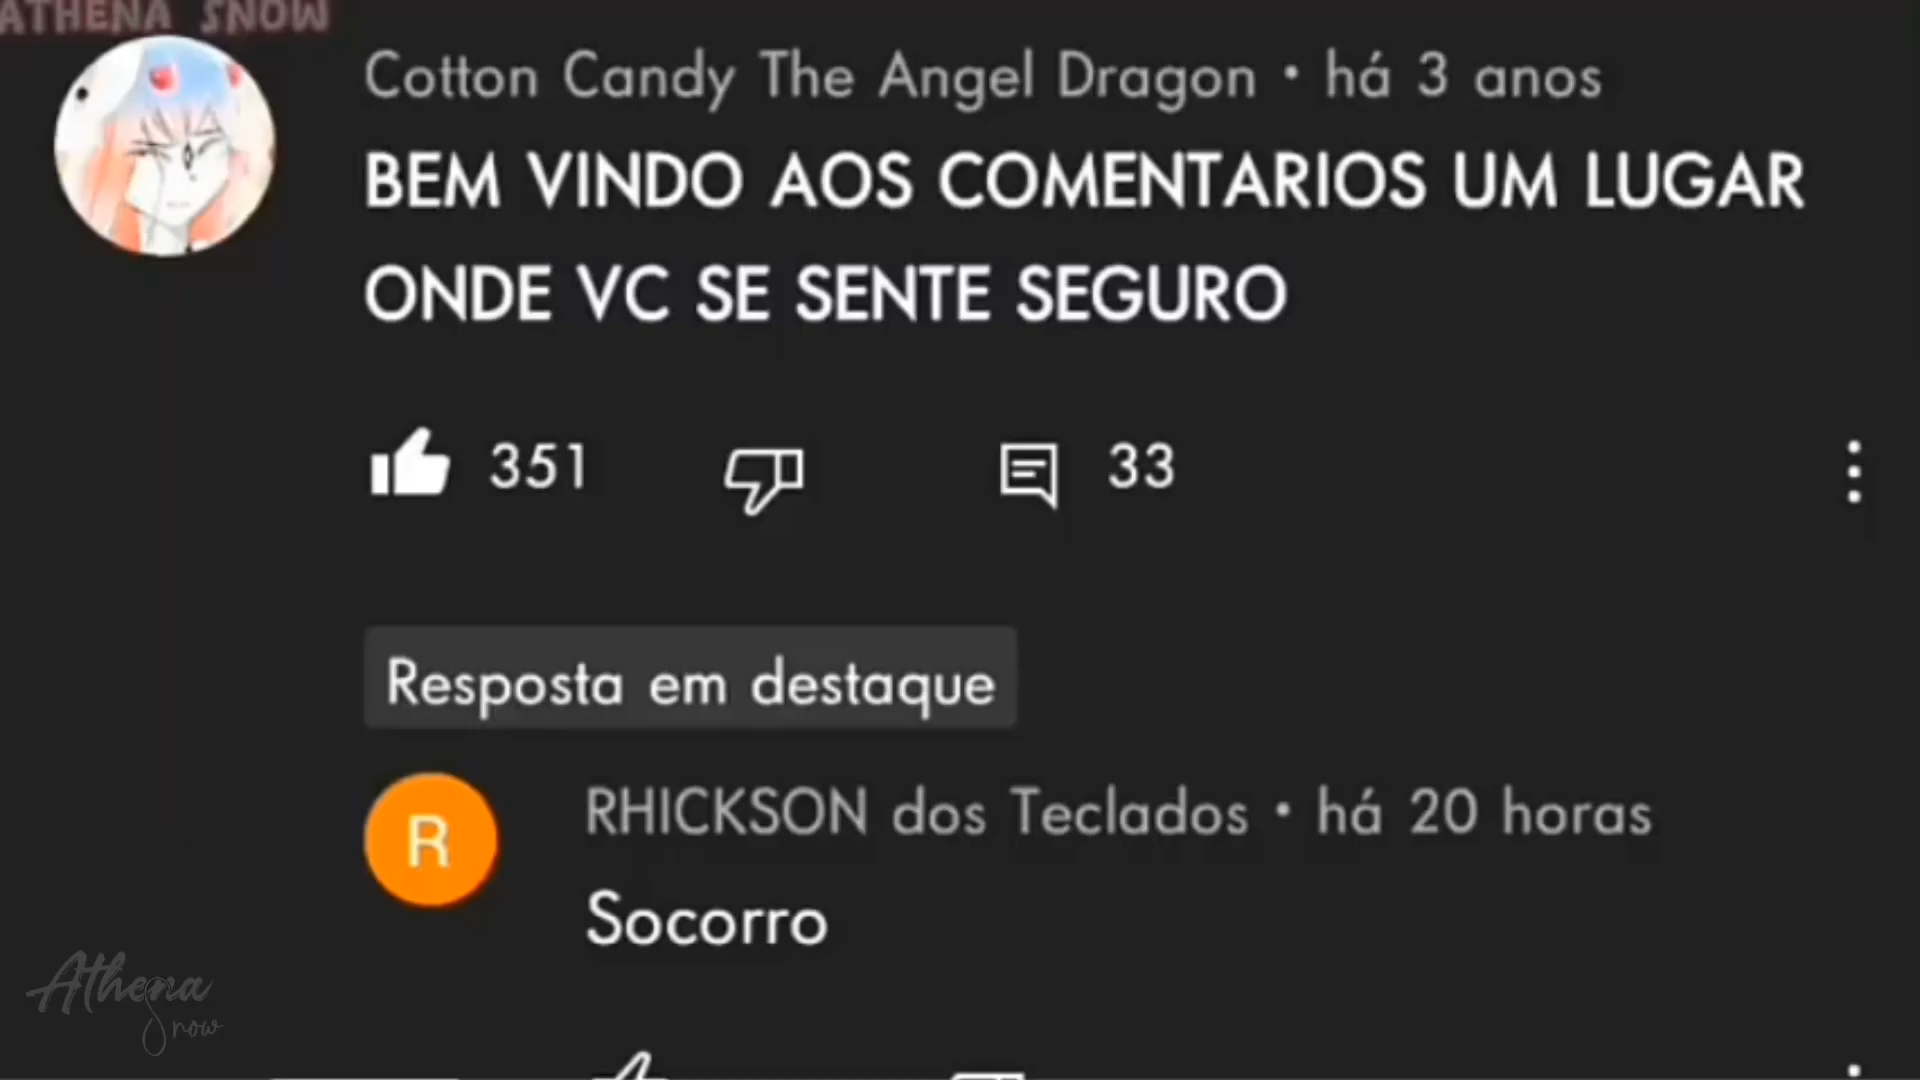 ATHENA SNOW
Cotton Candy The Angel Dragon • há 3 anos
BEM VINDO AOS COMENTARIOS UM LUGAR
ONDE VC SE SENTE SEGURO
351 33
Resposta em destaque
R
RHICKSON dos Teclados • há 20 horas
Socorro
Athena
Snow